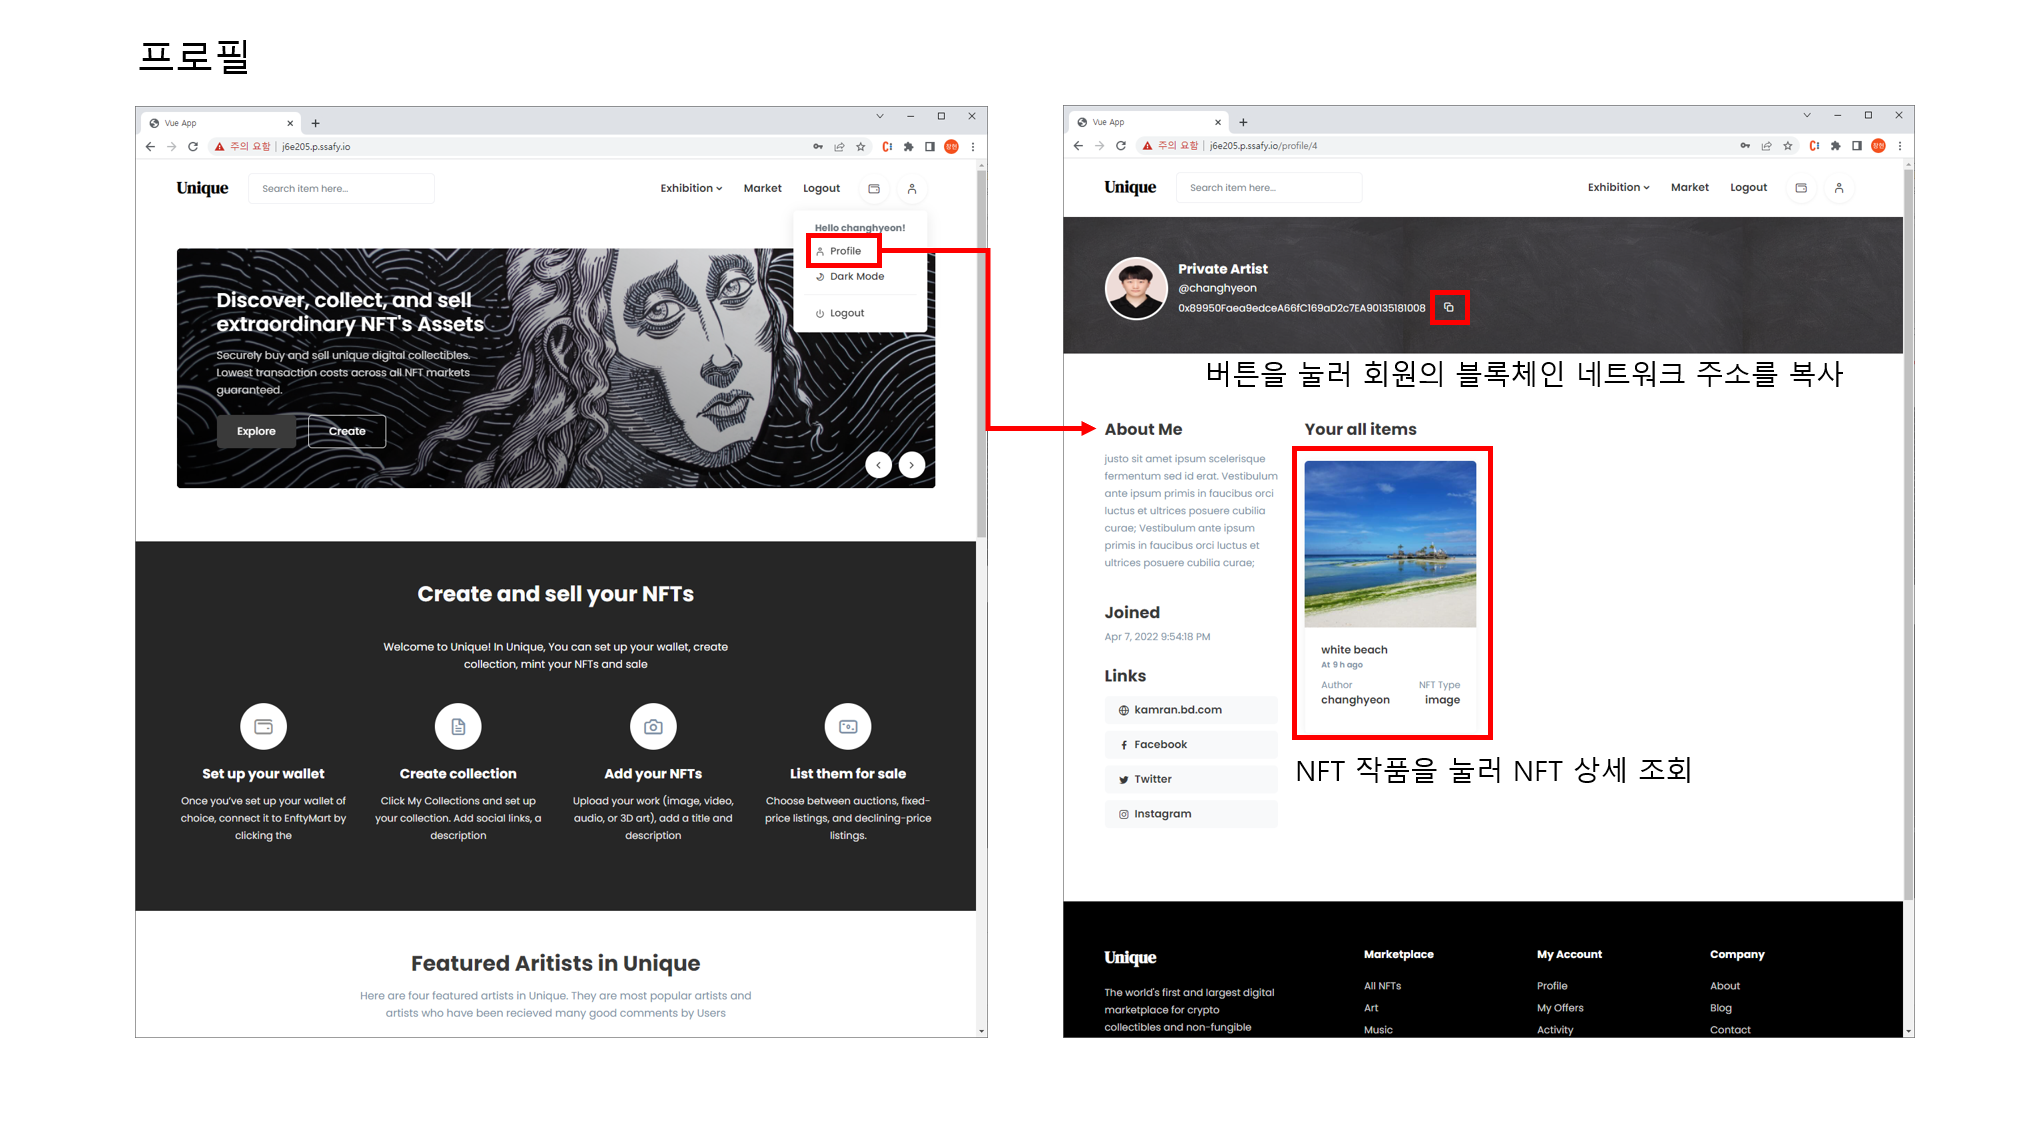 프로필
Vue App
주의 요함 | j6e205.p.ssafy.io
창현
Unique
Search item here...
Exhibition
Market
Logout
Hello changhyeon!
Profile
Dark Mode
Logout
Discover, collect, and sell
extraordinary NFT's Assets
Securely buy and sell unique digital collectibles.
Lowest transaction costs across all NFT markets
guaranteed.
Explore
Create
Create and sell your NFTs
Welcome to Unique! In Unique, You can set up your wallet, create
collection, mint your NFTs and sale
Set up your wallet
Once you've set up your wallet of
choice, connect it to EnftyMart by
clicking the
Create collection
Click My Collections and set up
your collection. Add social links, a
description
Add your NFTs
Upload your work (image, video,
audio, or 3D art), add a title and
description
List them for sale
Choose between auctions, fixed-
price listings, and declining-price
listings.
Featured Aritists in Unique
Here are four featured artists in Unique. They are most popular artists and
artists who have been recieved many good comments by Users
Vue App
주의 요함 | j6e205.p.ssafy.io/profile/4
창현
Unique
Search item here...
Exhibition
Market
Logout
Private Artist
@changhyeon
0x89950Faea9edceA66fC169aD2c7EA90135181008
버튼을 눌러 회원의 블록체인 네트워크 주소를 복사
About Me
justo sit amet ipsum scelerisque
fermentum sed id erat. Vestibulum
ante ipsum primis in faucibus orci
luctus et ultrices posuere cubilia
curae; Vestibulum ante ipsum
primis in faucibus orci luctus et
ultrices posuere cubilia curae;
Joined
Apr 7, 2022 9:54:18 PM
Links
kamran.bd.com
Facebook
Twitter
Instagram
Your all items
white beach
At 9 h ago
Author
changhyeon
NFT Type
image
NFT 작품을 눌러 NFT 상세 조회
Unique
The world's first and largest digital
marketplace for crypto
collectibles and non-fungible
Marketplace
All NFTs
Art
Music
My Account
Profile
My Offers
Activity
Company
About
Blog
Contact